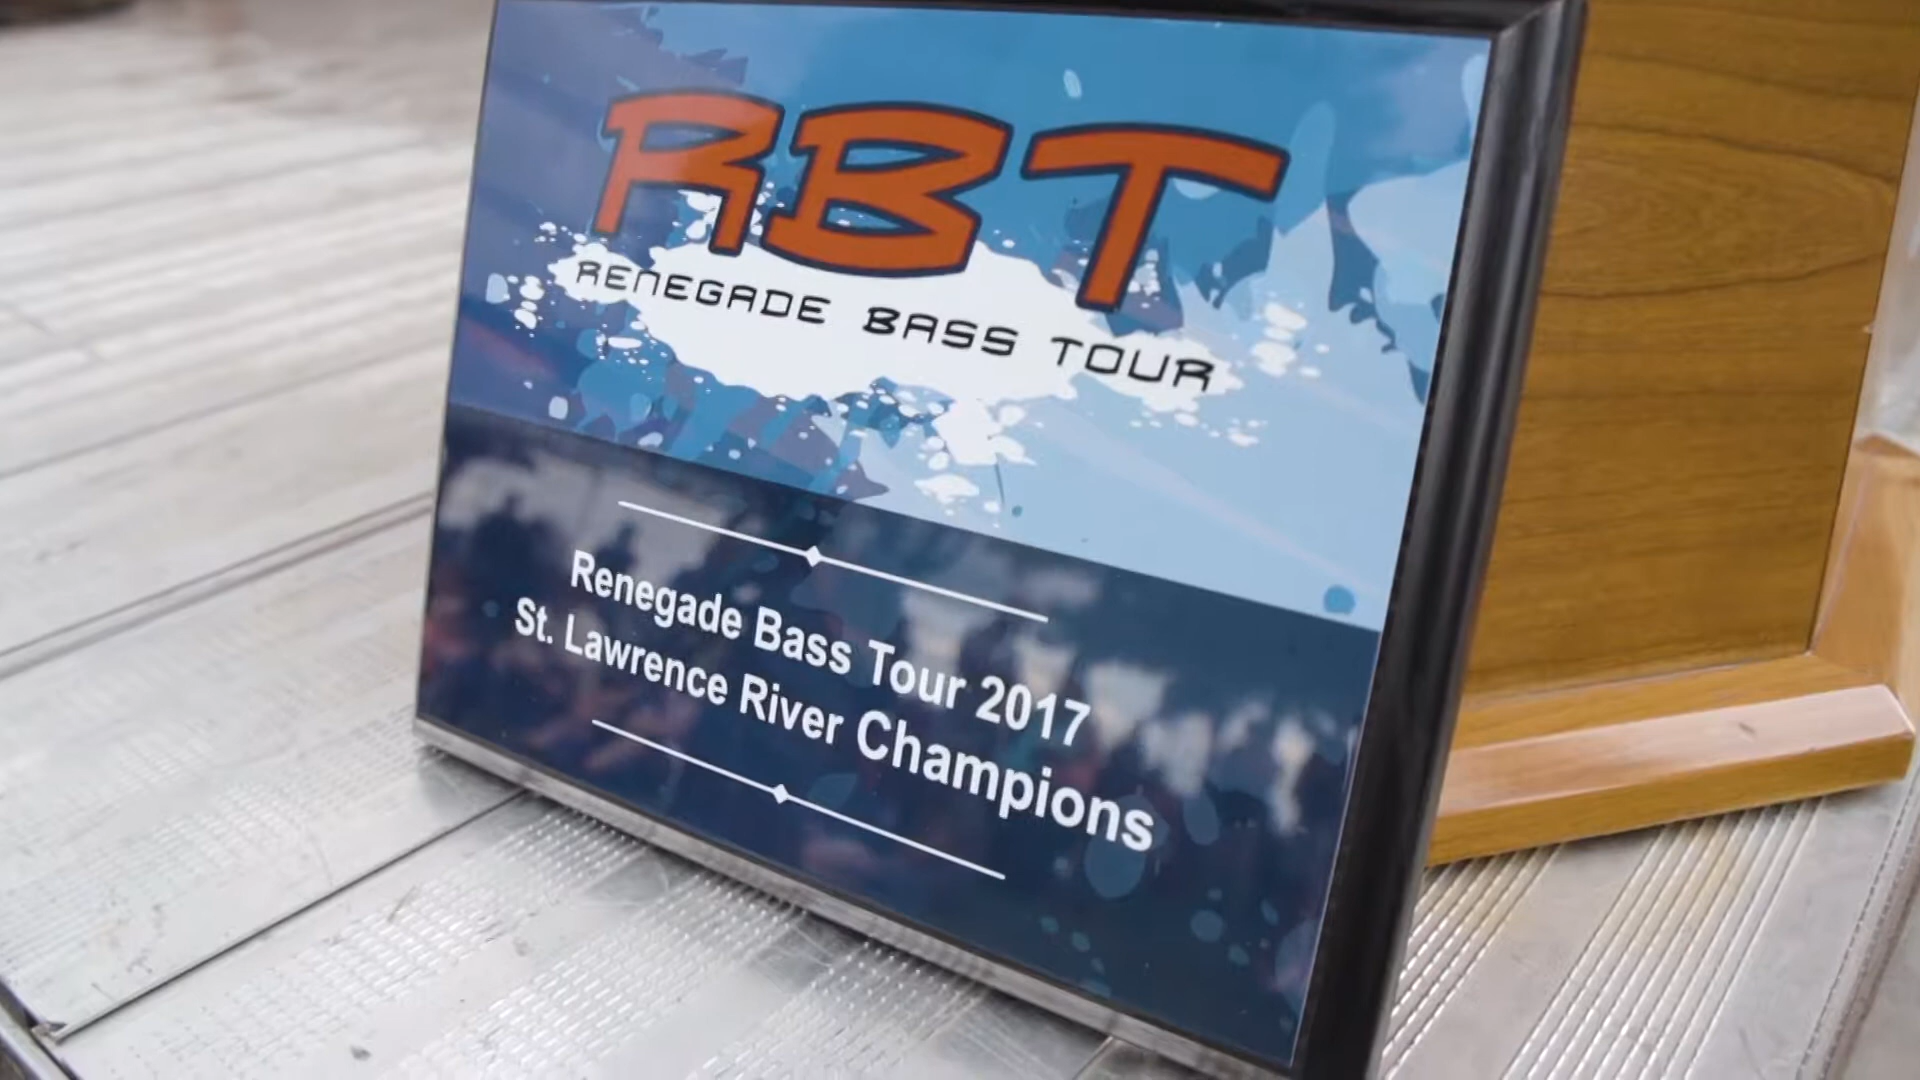 RBT
RENEGADE BASS TOUR
Renegade Bass Tour 2017
St. Lawrence River Champions